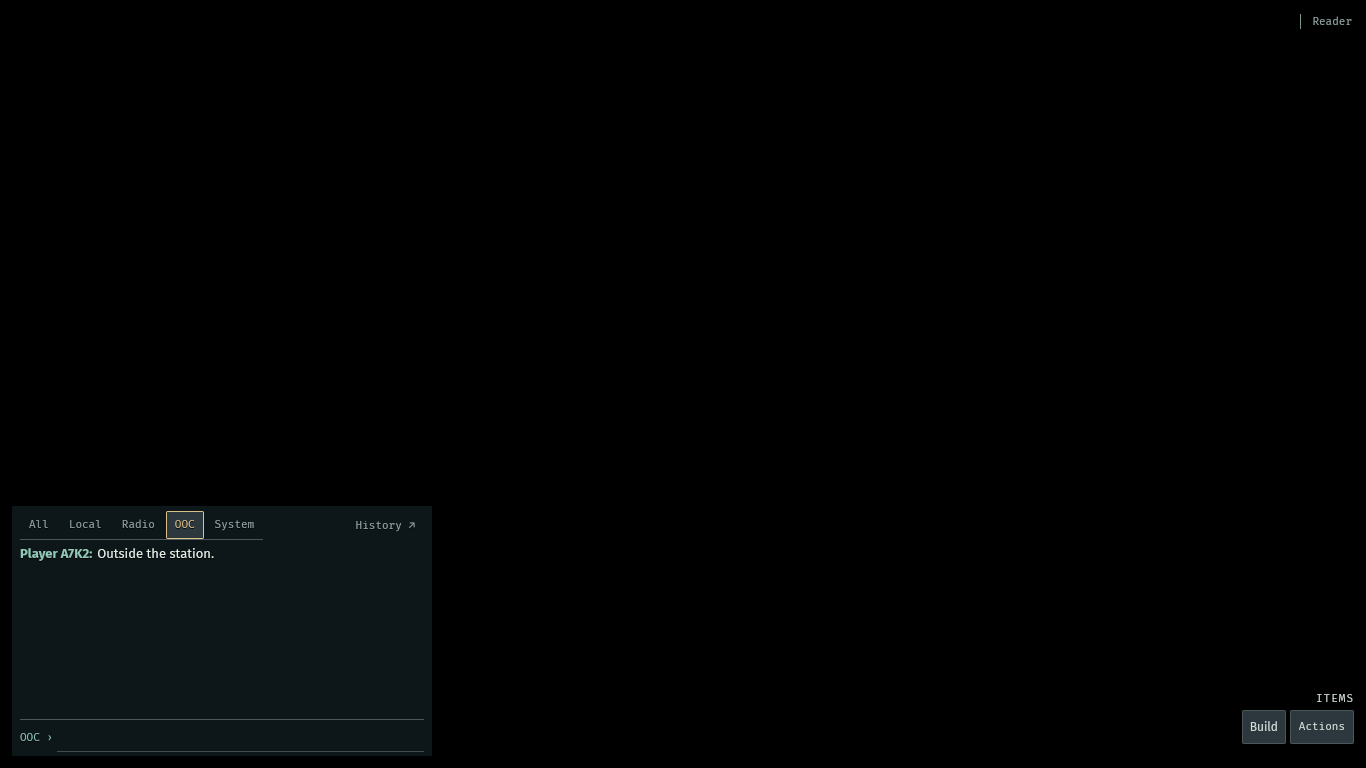 Reader
All Local Radio OOC System History ↗
Player A7K2: Outside the station.
ITEMS
Build Actions
OOC ›